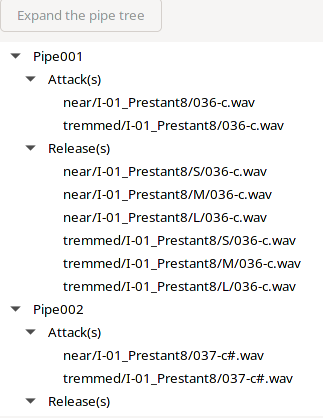 Expand the pipe tree
Pipe001
Attack(s)
near/I-01_Prestant8/036-c.wav
tremmed/I-01_Prestant8/036-c.wav
Release(s)
near/I-01_Prestant8/S/036-c.wav
near/I-01_Prestant8/M/036-c.wav
near/I-01_Prestant8/L/036-c.wav
tremmed/I-01_Prestant8/S/036-c.wav
tremmed/I-01_Prestant8/M/036-c.wav
tremmed/I-01_Prestant8/L/036-c.wav
Pipe002
Attack(s)
near/I-01_Prestant8/037-c#.wav
tremmed/I-01_Prestant8/037-c#.wav
Release(s)